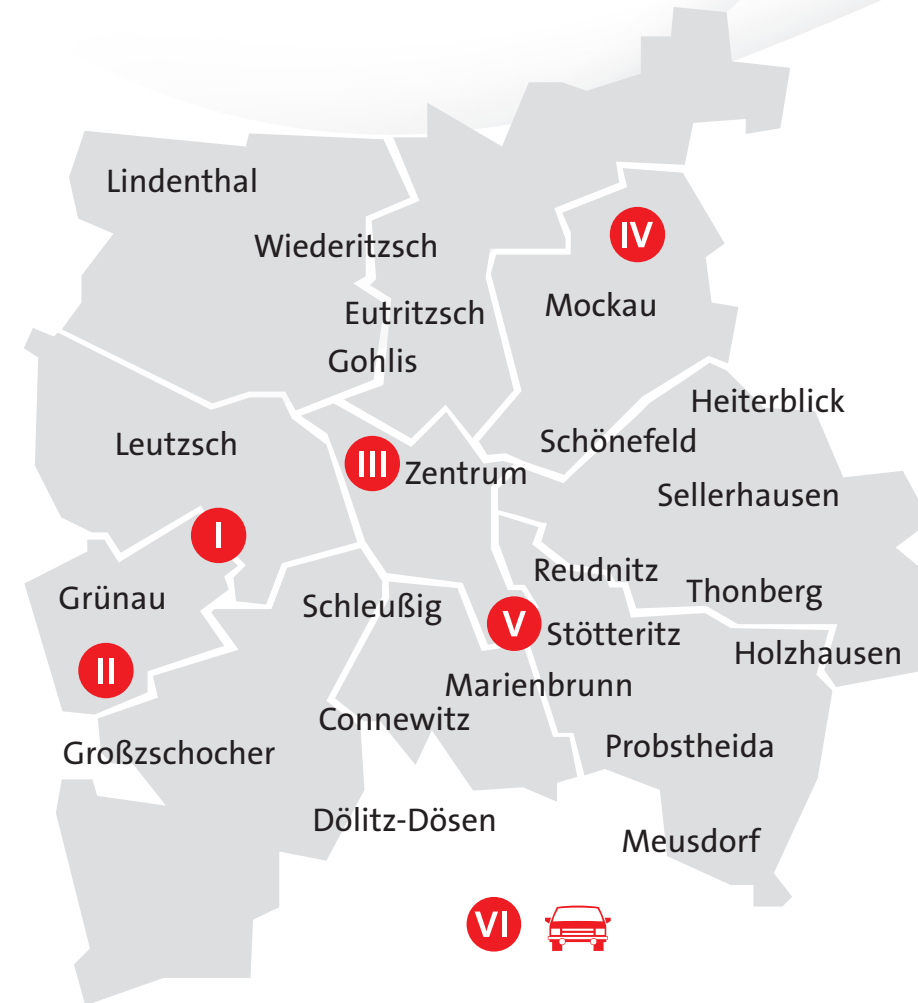 Lindenthal
IV
Wiederitzsch
Mockau
Eutritzsch
Gohlis
Heiterblick
Leutzsch
Schönefeld
III Zentrum
Sellerhausen
I
Reudnitz
Thonberg
Grünau
Schleußig
V Stötteritz
Holzhausen
II
Marienbrunn
Connewitz
Großzschocher
Probstheida
Dölitz-Dösen
Meusdorf
VI